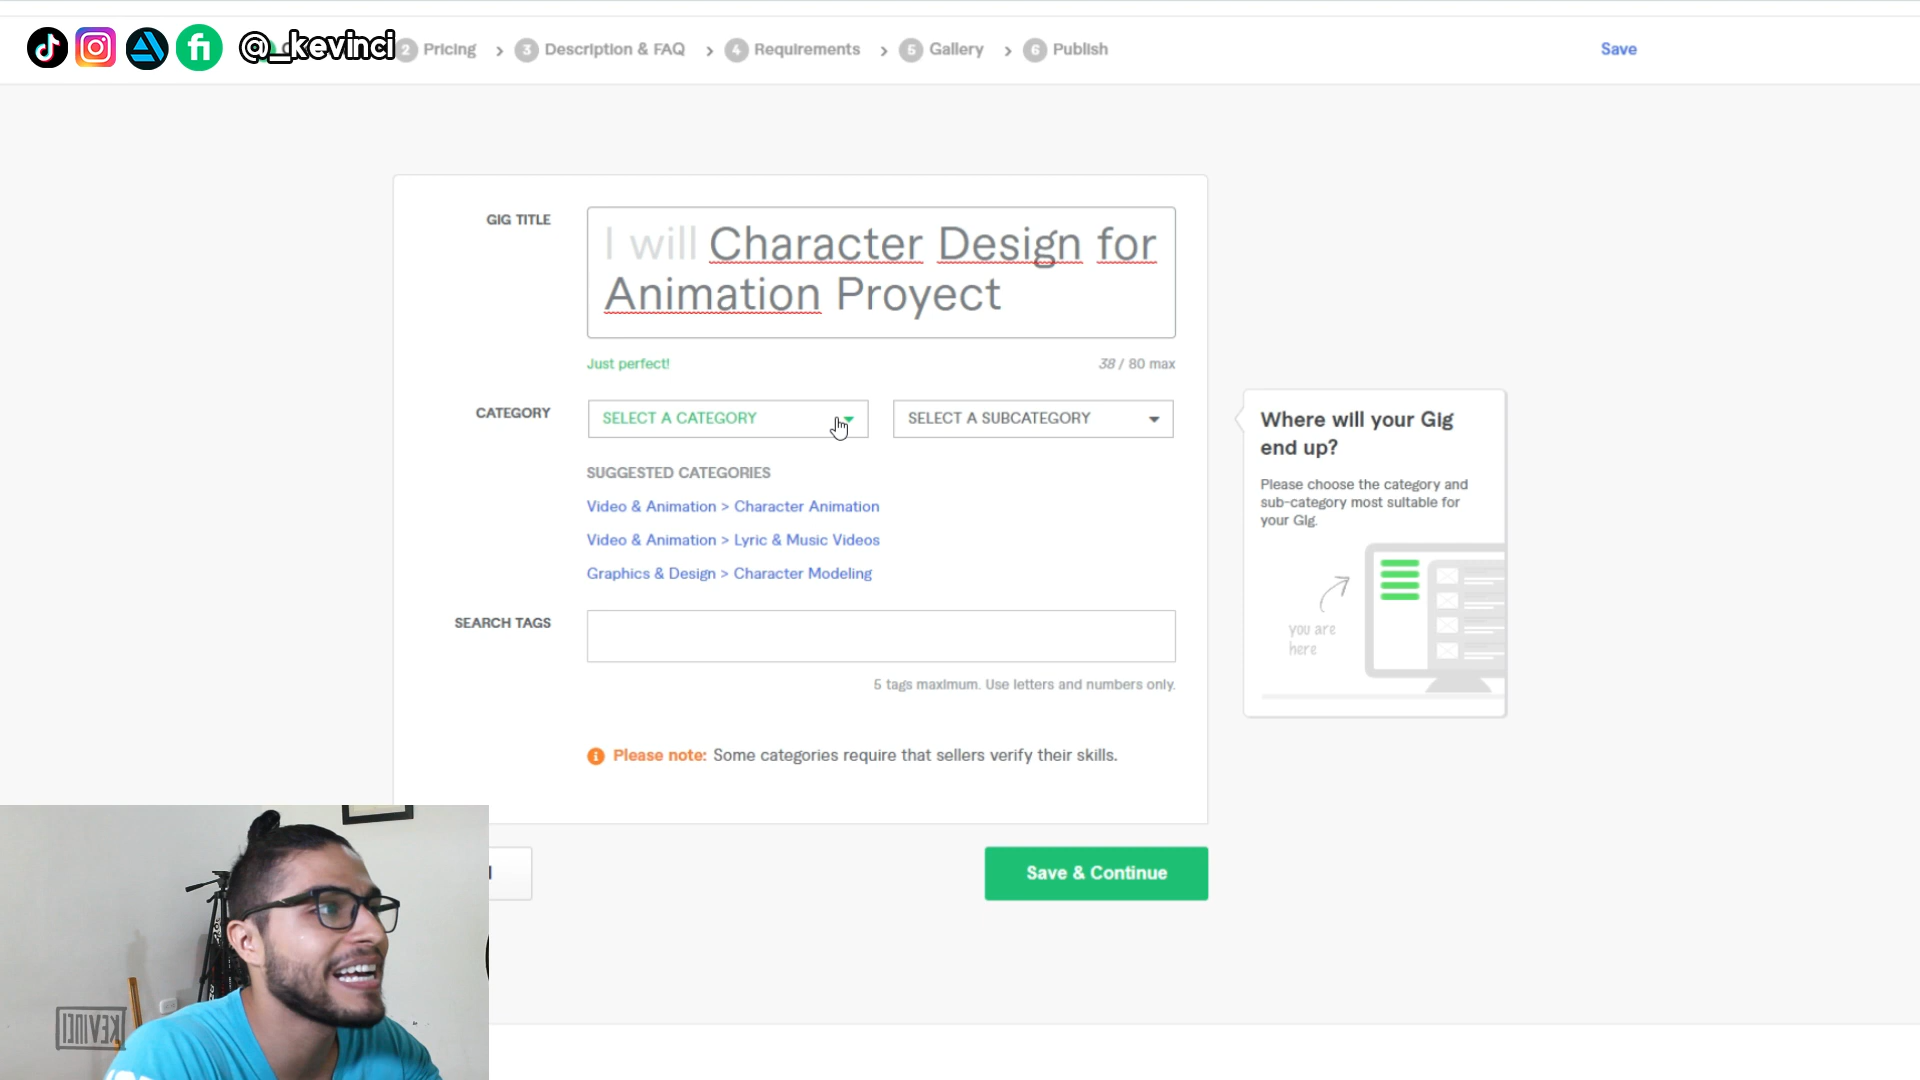 @_kevinci
2 Pricing > 3 Description & FAQ > 4 Requirements > 5 Gallery > 6 Publish
Save
GIG TITLE
I will Character Design for
Animation Proyect
Just perfect!
38 / 80 max
CATEGORY
SELECT A CATEGORY
SELECT A SUBCATEGORY
SUGGESTED CATEGORIES
Video & Animation > Character Animation
Video & Animation > Lyric & Music Videos
Graphics & Design > Character Modeling
SEARCH TAGS
5 tags maximum. Use letters and numbers only.
Please note: Some categories require that sellers verify their skills.
Save & Continue
Where will your Gig
end up?
Please choose the category and
sub-category most suitable for
your Gig.
you are
here
fi
KEVINCI